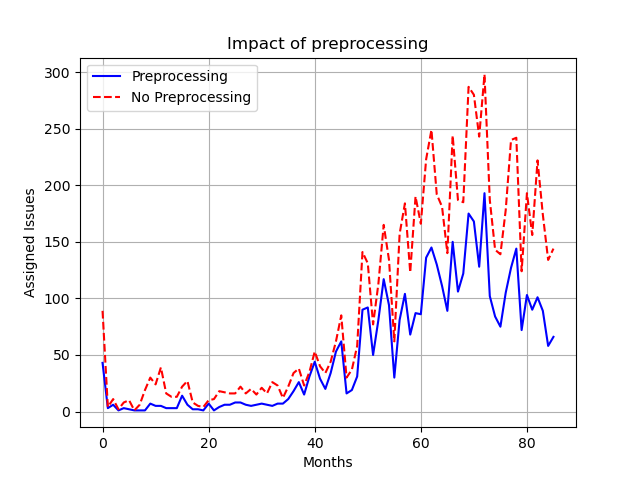 Impact of preprocessing
Preprocessing
No Preprocessing
300
250
200
150
100
50
0
Assigned Issues
0 20 40 60 80
Months